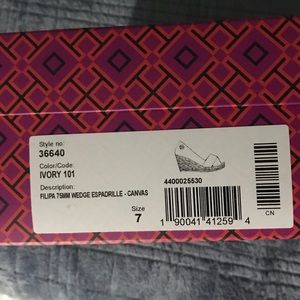 Style no:
36640
Color/Code:
IVORY 101
Description:
FILIPA 75MM WEDGE ESPADRILLE - CANVAS
4400025530
Size
7
1 90041 41259 4
CN